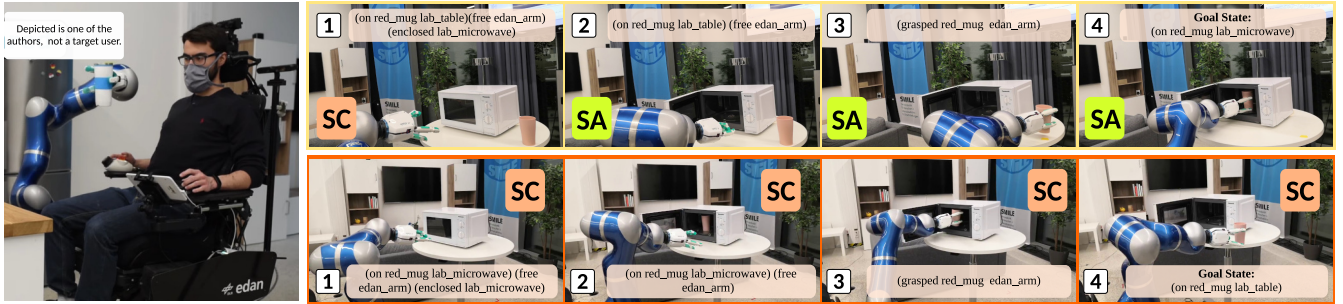 Depicted is one of the
authors, not a target user.
edan
1
(on red_mug lab_table)(free edan_arm)
(enclosed lab_microwave)
SC
SMILE
2
(on red_mug lab_table) (free edan_arm)
SA
SMILE
3
(grasped red_mug edan_arm)
SA
SMILE
4
Goal State:
(on red_mug lab_microwave)
SA
SC
1
(on red_mug lab_microwave) (free
edan_arm) (enclosed lab_microwave)
SC
2
(on red_mug lab_microwave) (free
edan_arm)
SC
3
(grasped red_mug edan_arm)
SC
4
Goal State:
(on red_mug lab_table)